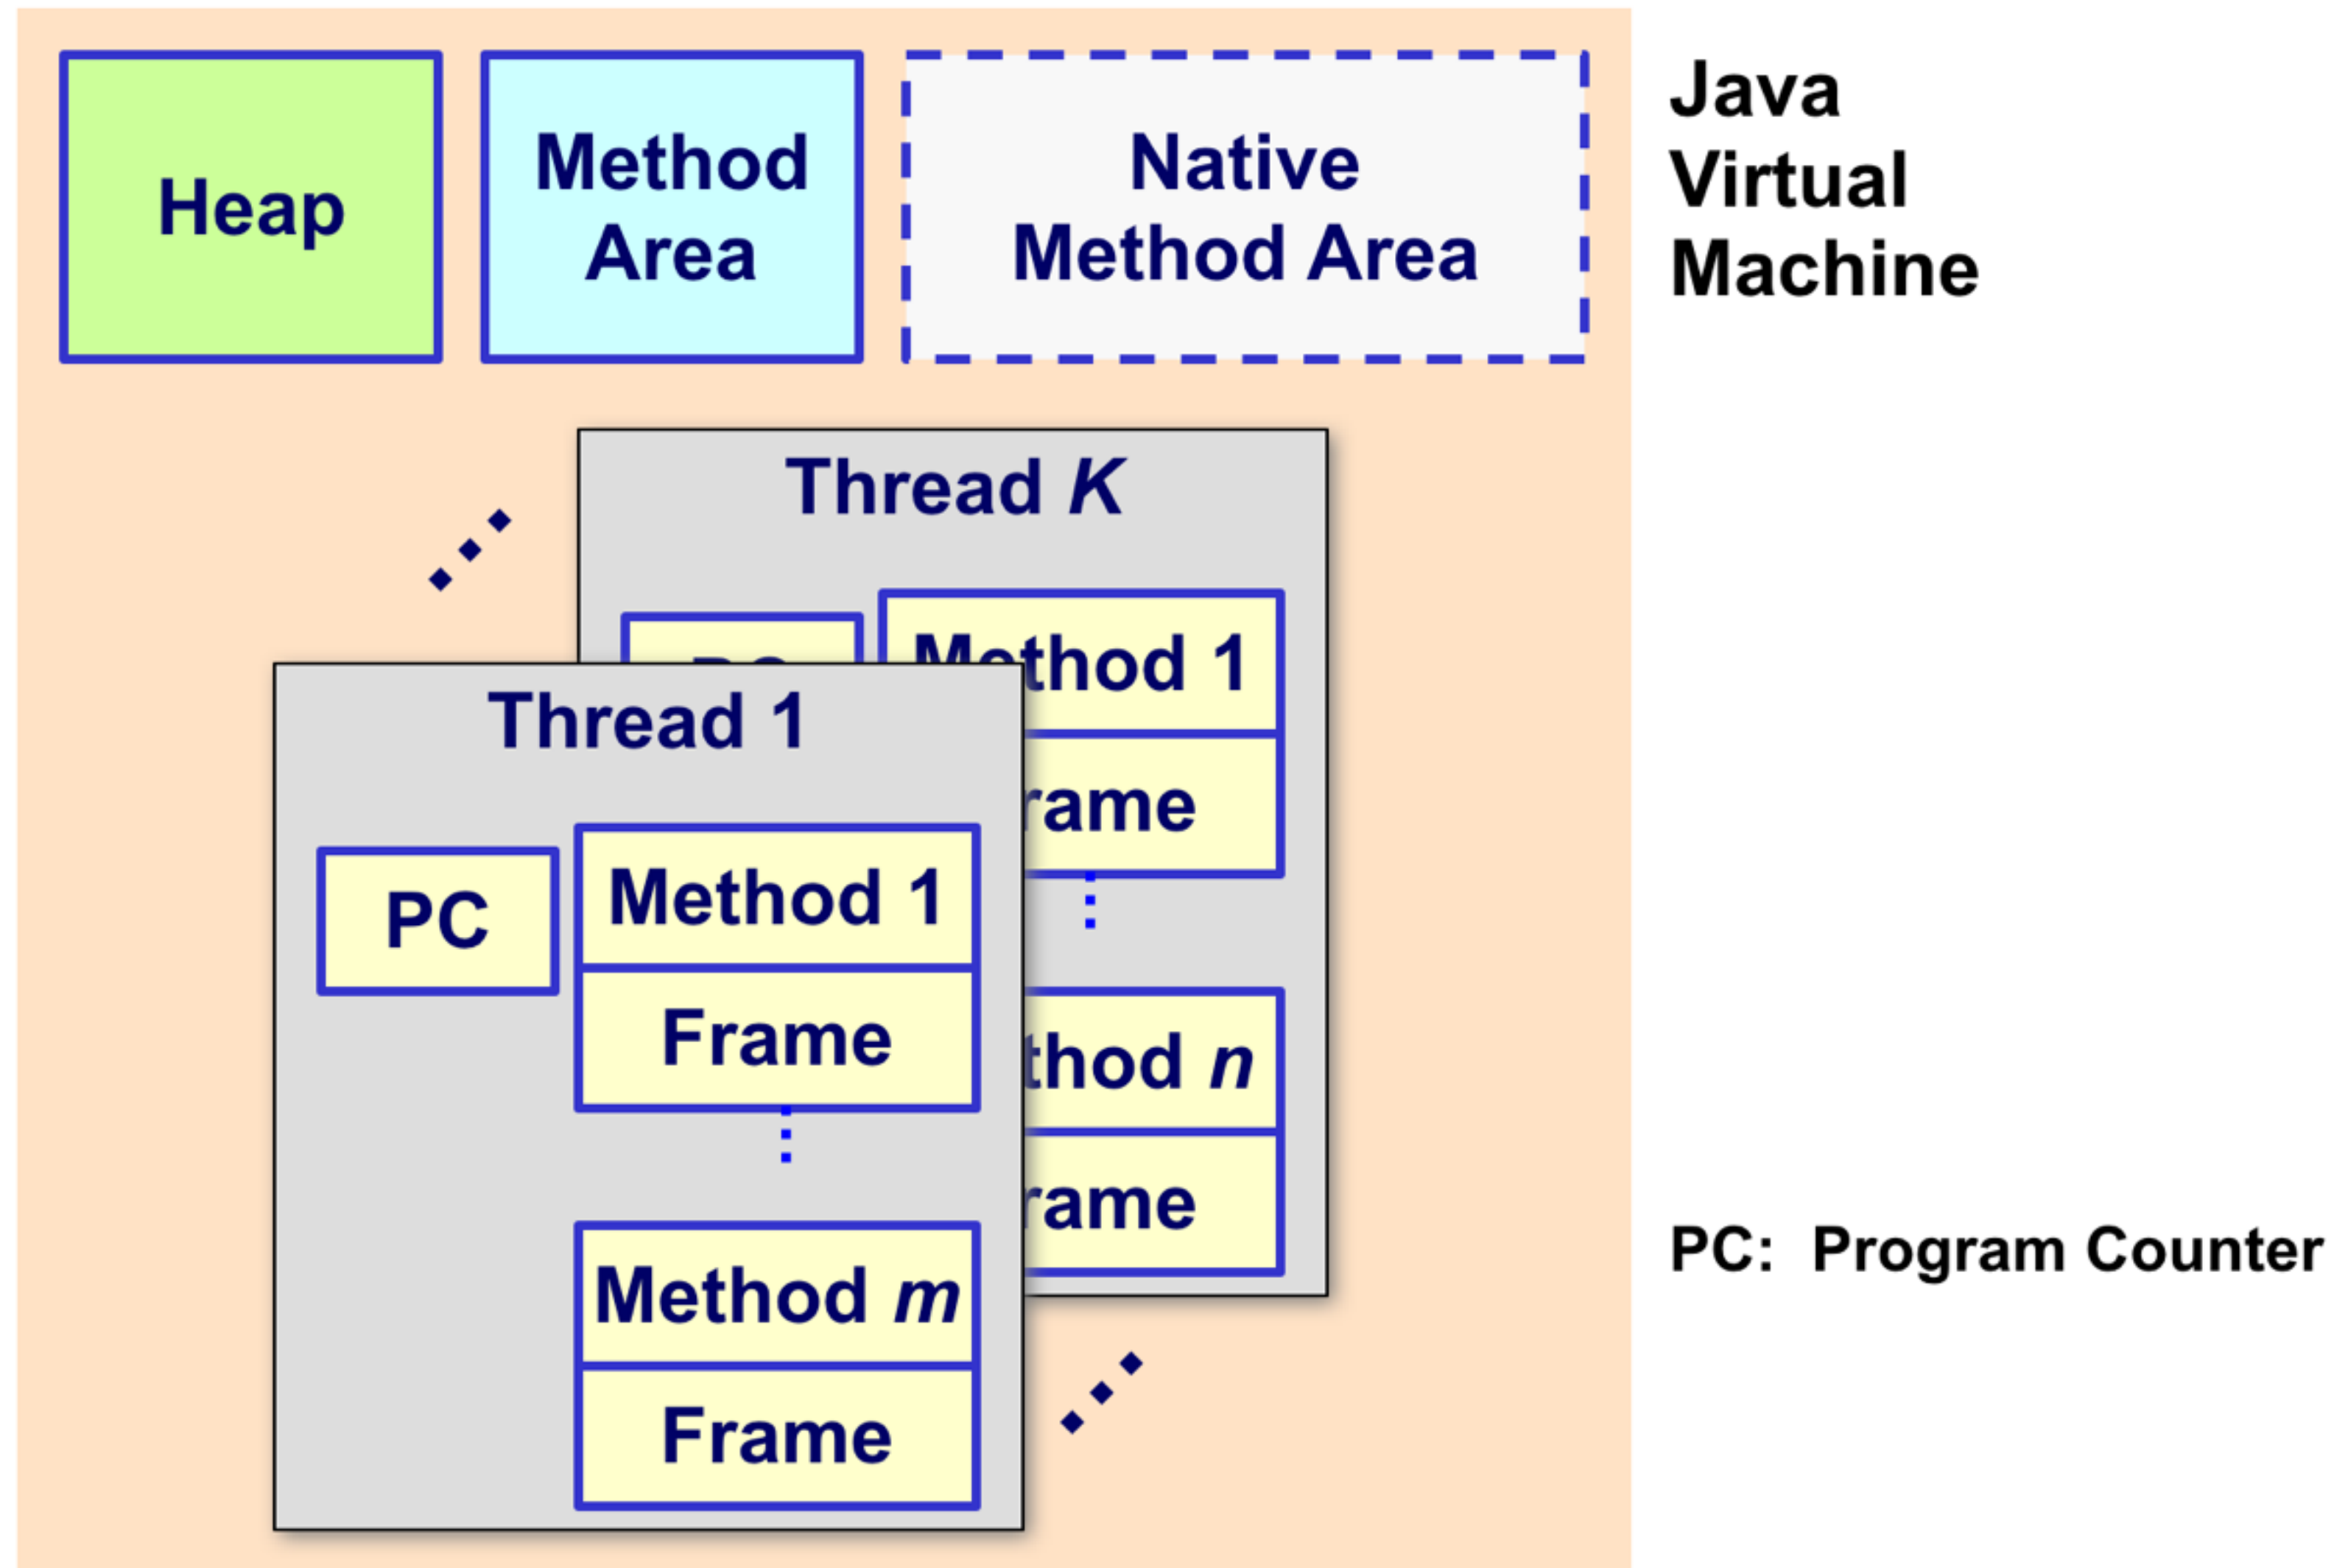 Heap
Method
Area
Native
Method Area
Java
Virtual
Machine
Thread K
Method 1
Thread 1
PC
Method 1
Frame
Method n
Method m
Frame
PC: Program Counter